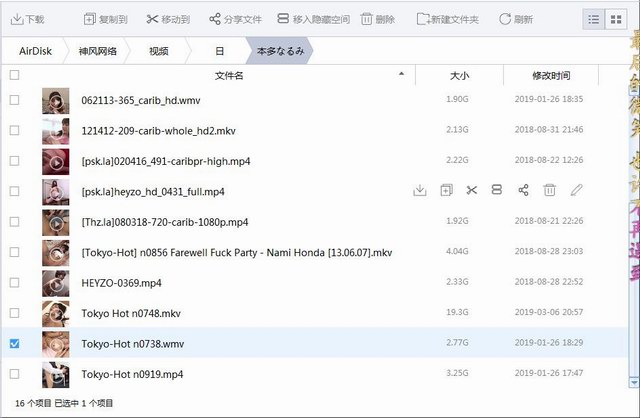 下载 复制到 移动到 分享文件 移入隐藏空间 删除 新建文件夹 刷新
AirDisk 神风网络 视频 日 本多なるみ
文件名 大小 修改时间
062113-365_carib_hd.wmv 1.90G 2019-01-26 18:35
121412-209-carib-whole_hd2.mkv 2.13G 2018-08-31 21:46
[psk.la]020416_491-caribpr-high.mp4 2.22G 2018-08-22 12:26
[psk.la]heyzo_hd_0431_full.mp4
[Thz.la]080318-720-carib-1080p.mp4 1.92G 2018-08-21 22:26
[Tokyo-Hot] n0856 Farewell Fuck Party - Nami Honda [13.06.07].mkv 4.04G 2018-08-28 23:03
HEYZO-0369.mp4 2.33G 2018-08-28 22:52
Tokyo Hot n0748.mkv 19.3G 2019-03-06 20:57
Tokyo-Hot n0738.wmv 2.77G 2019-01-26 18:29
Tokyo-Hot n0919.mp4 3.25G 2019-01-26 17:47
16 个项目 已选中 1 个项目